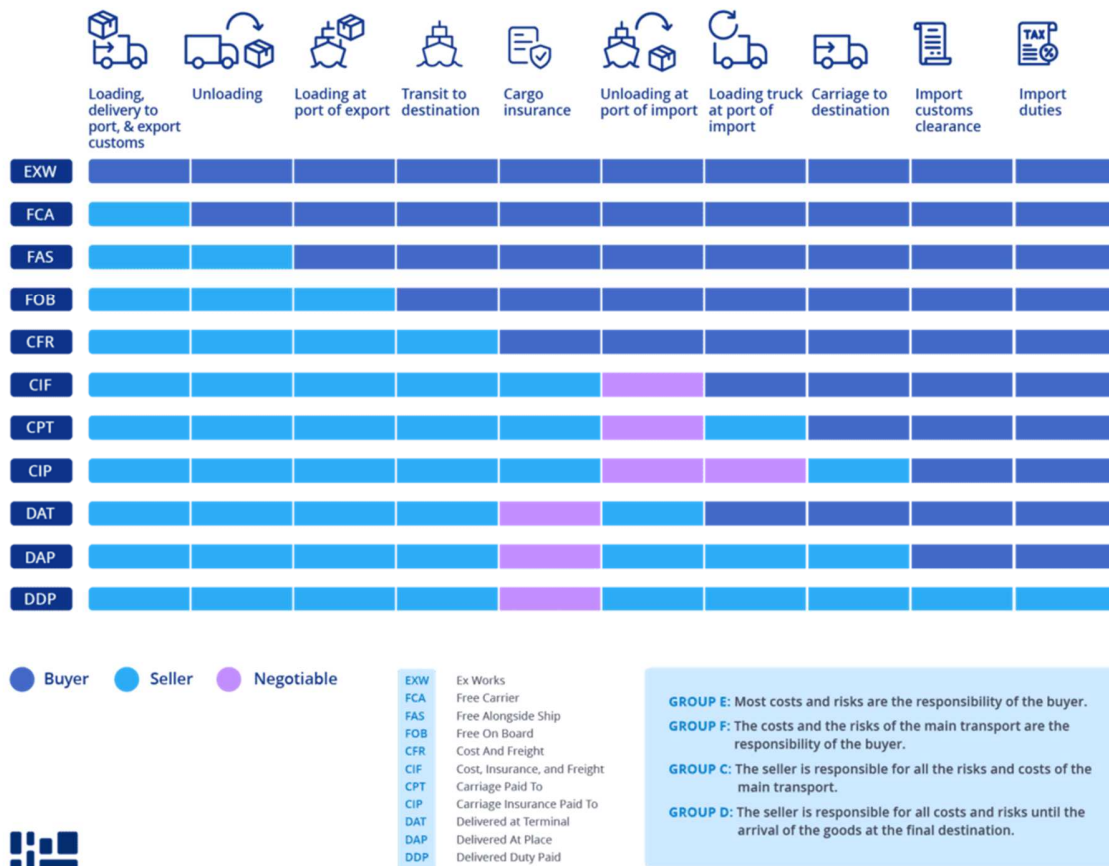 TAX
Loading,
delivery to
port, & export
customs
Unloading
Loading at
port of export
Transit to
destination
Cargo
insurance
Unloading at
port of import
Loading truck
at port of
import
Carriage to
destination
Import
customs
clearance
Import
duties
EXW
FCA
FAS
FOB
CFR
CIF
CPT
CIP
DAT
DAP
DDP
Buyer
Seller
Negotiable
EXW Ex Works
FCA Free Carrier
FAS Free Alongside Ship
FOB Free On Board
CFR Cost And Freight
CIF Cost, Insurance, and Freight
CPT Carriage Paid To
CIP Carriage Insurance Paid To
DAT Delivered at Terminal
DAP Delivered At Place
DDP Delivered Duty Paid
GROUP E: Most costs and risks are the responsibility of the buyer.
GROUP F: The costs and the risks of the main transport are the
responsibility of the buyer.
GROUP C: The seller is responsible for all the risks and costs of the
main transport.
GROUP D: The seller is responsible for all costs and risks until the
arrival of the goods at the final destination.